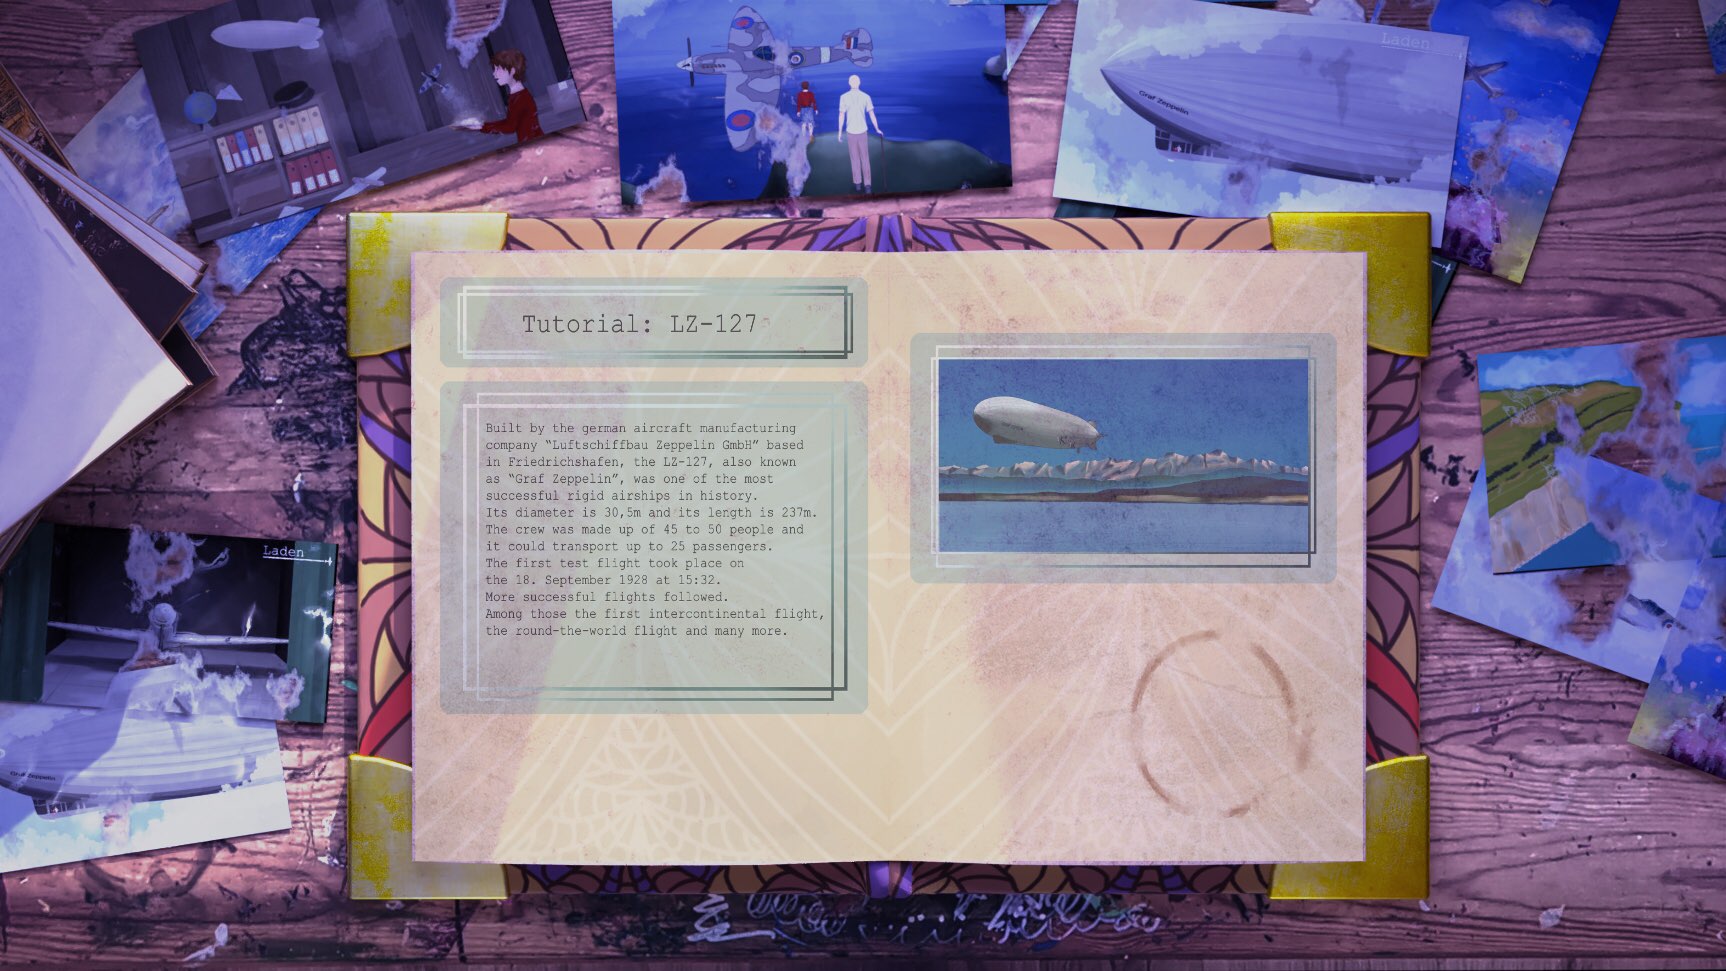 Laden
Graf Zeppelin
Tutorial: LZ-127
Built by the german aircraft manufacturing
company “Luftschiffbau Zeppelin GmbH” based
in Friedrichshafen, the LZ-127, also known
as “Graf Zeppelin”, was one of the most
successful rigid airships in history.
Its diameter is 30,5m and its length is 237m.
The crew was made up of 45 to 50 people and
it could transport up to 25 passengers.
The first test flight took place on
the 18. September 1928 at 15:32.
More successful flights followed.
Among those the first intercontinental flight,
the round-the-world flight and many more.
Laden
Graf Zeppelin